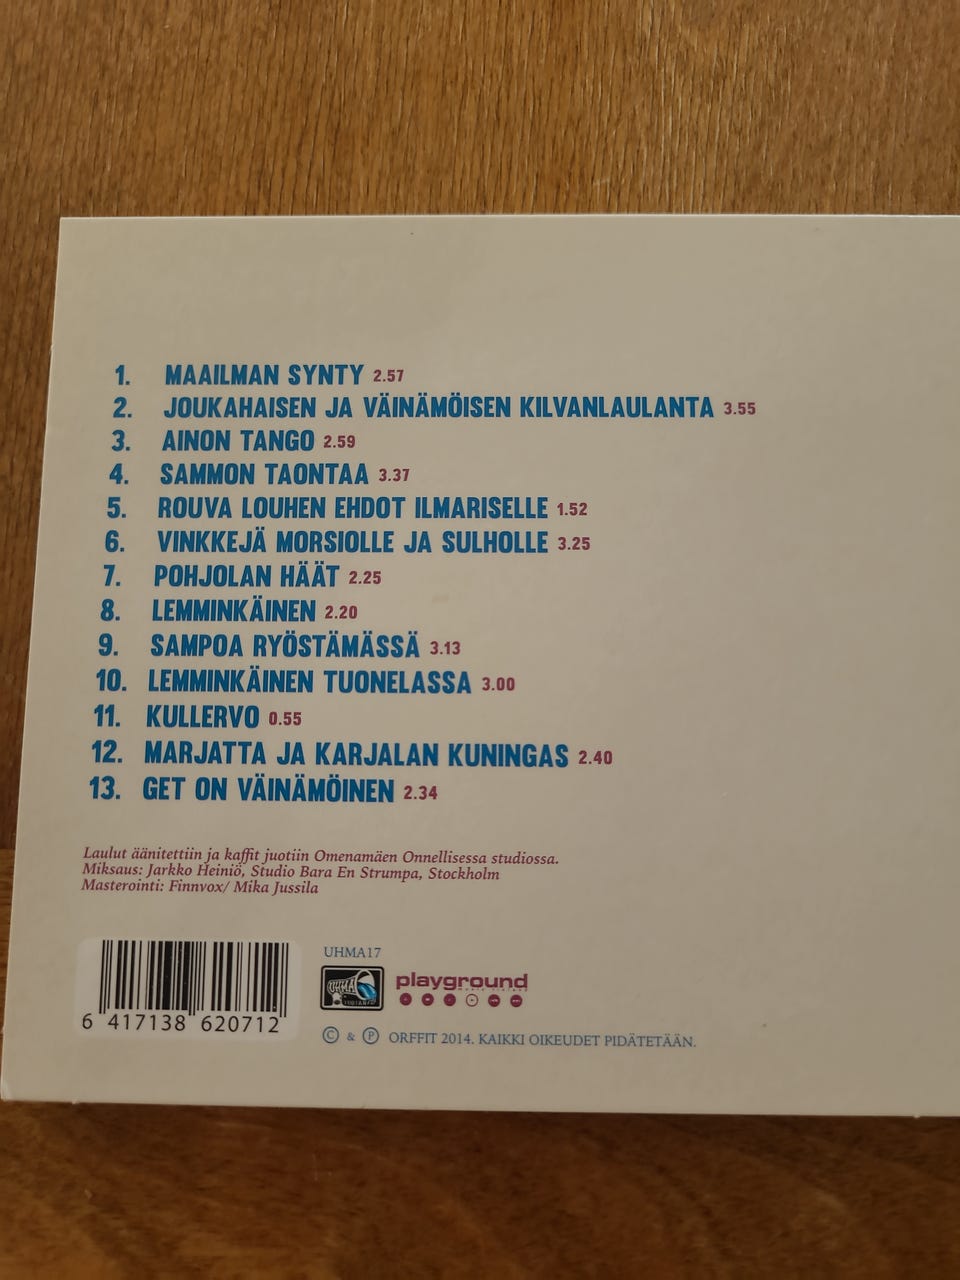 1. MAAILMAN SYNTY 2.57
2. JOUKAHAISEN JA VÄINÄMÖISEN KILVANLAULANTA 3.55
3. AINON TANGO 2.59
4. SAMMON TAONTAA 3.37
5. ROUVA LOUHEN EHDOT ILMARISELLE 1.52
6. VINKKEJÄ MORSIOLLE JA SULHOLLE 3.25
7. POHJOLAN HÄÄT 2.25
8. LEMMINKÄINEN 2.20
9. SAMPOA RYÖSTÄMÄSSÄ 3.13
10. LEMMINKÄINEN TUONELASSA 3.00
11. KULLERVO 0.55
12. MARJATTA JA KARJALAN KUNINGAS 2.40
13. GET ON VÄINÄMÖINEN 2.34
Laulut äänitettiin ja kaffit juotiin Omenamäen Onnellisessa studiossa.
Miksaus: Jarkko Heiniö, Studio Bara En Strumpa, Stockholm
Masterointi: Finnvox/ Mika Jussila
6 417138 620712
UHMA17
UHMA
playground
© & ℗ ORFFIT 2014. KAIKKI OIKEUDET PIDÄTETÄÄN.